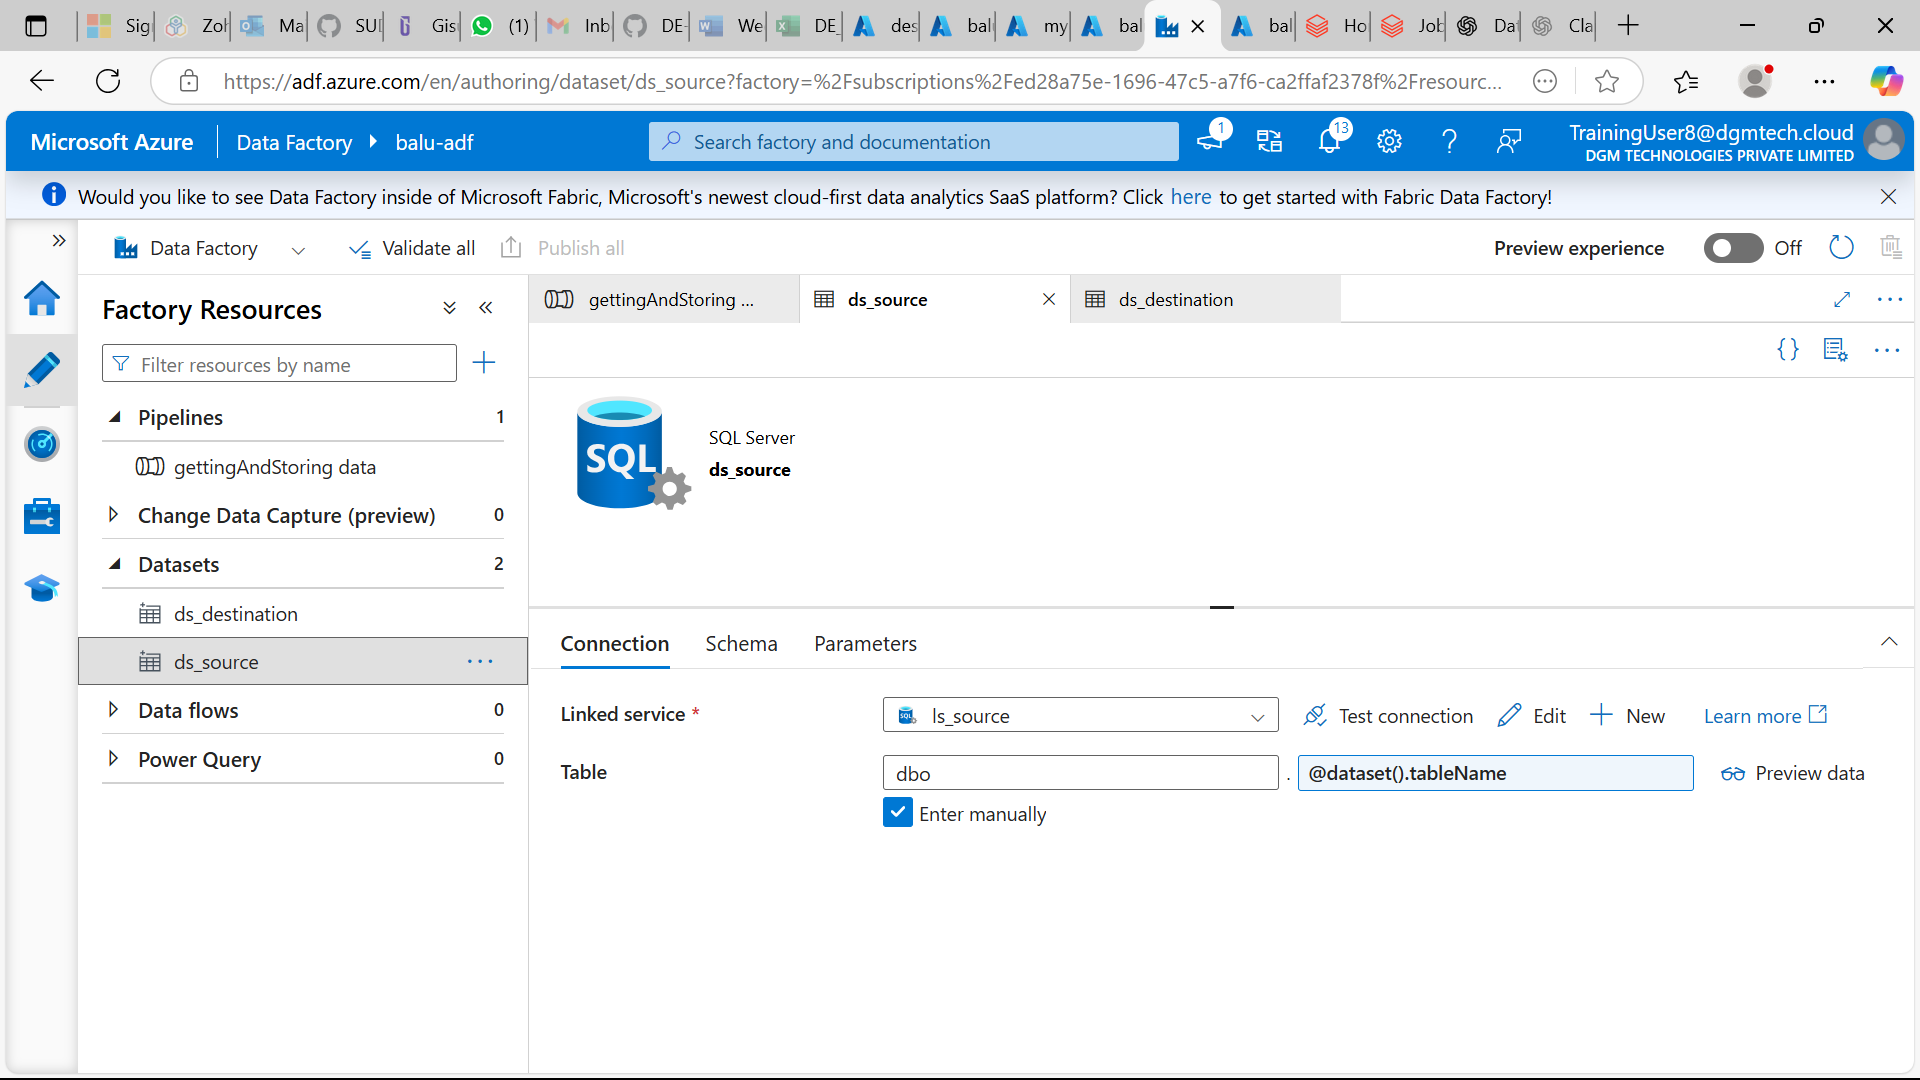 Sig
Zoh
Ma
SUI
Gis
(1)
Inb
DE-
We
DE_
des
bal
my
bal
bal
Ho
Job
Dat
Cla
https://adf.azure.com/en/authoring/dataset/ds_source?factory=%2Fsubscriptions%2Fed28a75e-1696-47c5-a7f6-ca2ffaf2378f%2Fresourc...
Microsoft Azure
Data Factory
balu-adf
Search factory and documentation
1
13
TrainingUser8@dgmtech.cloud
DGM TECHNOLOGIES PRIVATE LIMITED
Would you like to see Data Factory inside of Microsoft Fabric, Microsoft's newest cloud-first data analytics SaaS platform? Click here to get started with Fabric Data Factory!
Data Factory
Validate all
Publish all
Preview experience
Off
Factory Resources
Filter resources by name
Pipelines
1
gettingAndStoring data
Change Data Capture (preview)
0
Datasets
2
ds_destination
ds_source
Data flows
0
Power Query
0
gettingAndStoring ...
ds_source
ds_destination
{}
SQL
SQL Server
ds_source
Connection
Schema
Parameters
Linked service *
ls_source
Test connection
Edit
New
Learn more
Table
dbo
.
@dataset().tableName
Preview data
Enter manually